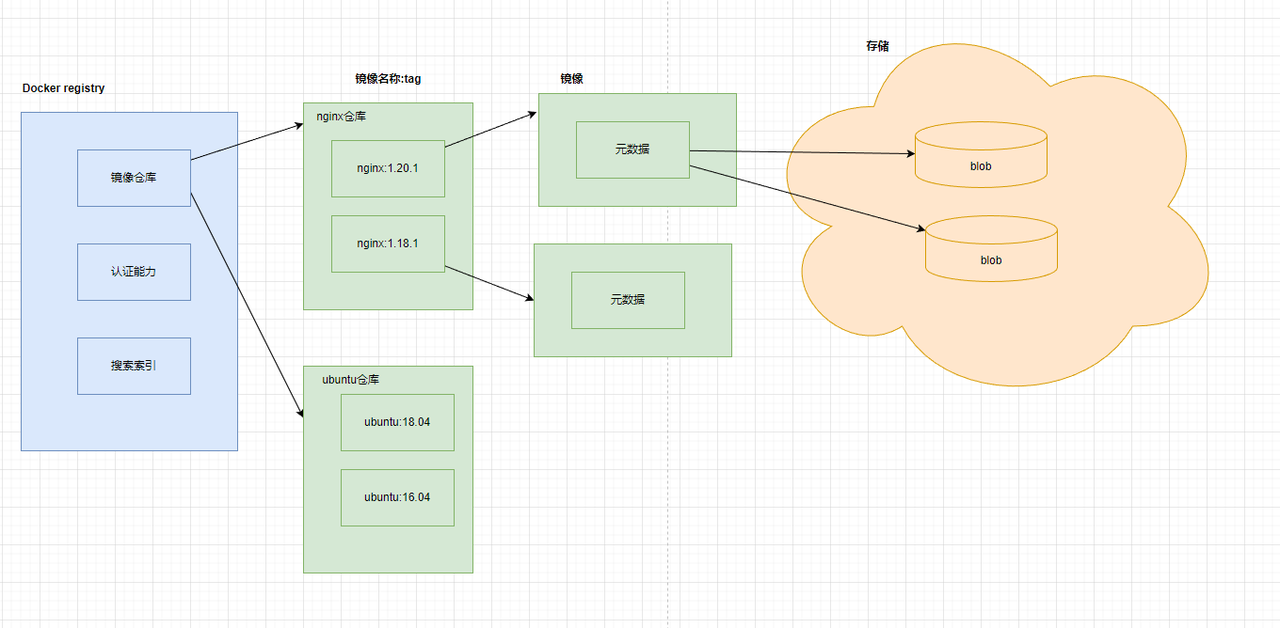 Docker registry
镜像仓库
认证能力
搜索索引
镜像名称:tag
nginx仓库
nginx:1.20.1
nginx:1.18.1
ubuntu仓库
ubuntu:18.04
ubuntu:16.04
镜像
元数据
元数据
存储
blob
blob